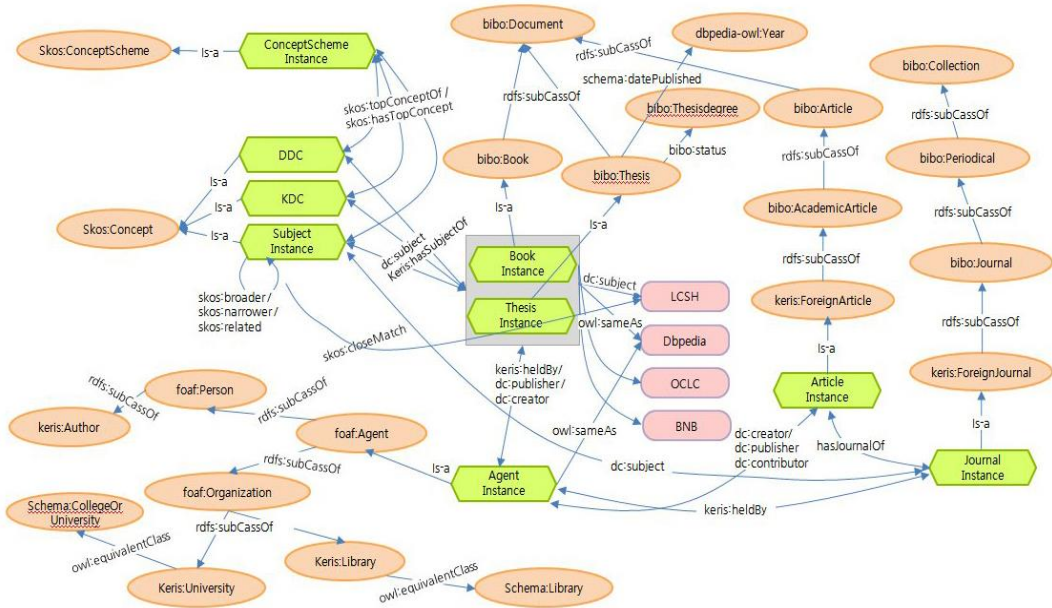 bibo:Document
dbpedia-owl:Year
Skos:ConceptScheme
Is-a
ConceptScheme
Instance
rdfs:subCassOf
schema:datePublished
bibo:Collection
skos:topConceptOf /
skos:hasTopConcept
rdfs:subCassOf
bibo:Thesisdegree
bibo:Article
rdfs:subCassOf
DDC
bibo:Book
bibo:status
bibo:Thesis
rdfs:subCassOf
bibo:Periodical
Is-a
KDC
Is-a
Is-a
Is-a
bibo:AcademicArticle
rdfs:subCassOf
Skos:Concept
Is-a
Subject
Instance
dc:subject
Keris:hasSubjectOf
Book
Instance
dc:subject
rdfs:subCassOf
bibo:Journal
LCSH
keris:ForeignArticle
skos:broader/
skos:narrower/
skos:related
Thesis
Instance
owl:sameAs
rdfs:subCassOf
skos:closeMatch
Dbpedia
Is-a
keris:heldBy/
dc:publisher/
dc:creator
OCLC
keris:ForeignJournal
foaf:Person
rdfs:subCassOf
rdfs:subCassOf
Article
Instance
keris:Author
foaf:Agent
BNB
Is-a
owl:sameAs
dc:creator/
dc:publisher
dc:contributor
hasJournalOf
rdfs:subCassOf
Is-a
Agent
Instance
dc:subject
Journal
Instance
foaf:Organization
Schema:CollegeOr
University
keris:heldBy
rdfs:subCassOf
owl:equivalentClass
Keris:Library
owl:equivalentClass
Keris:University
Schema:Library